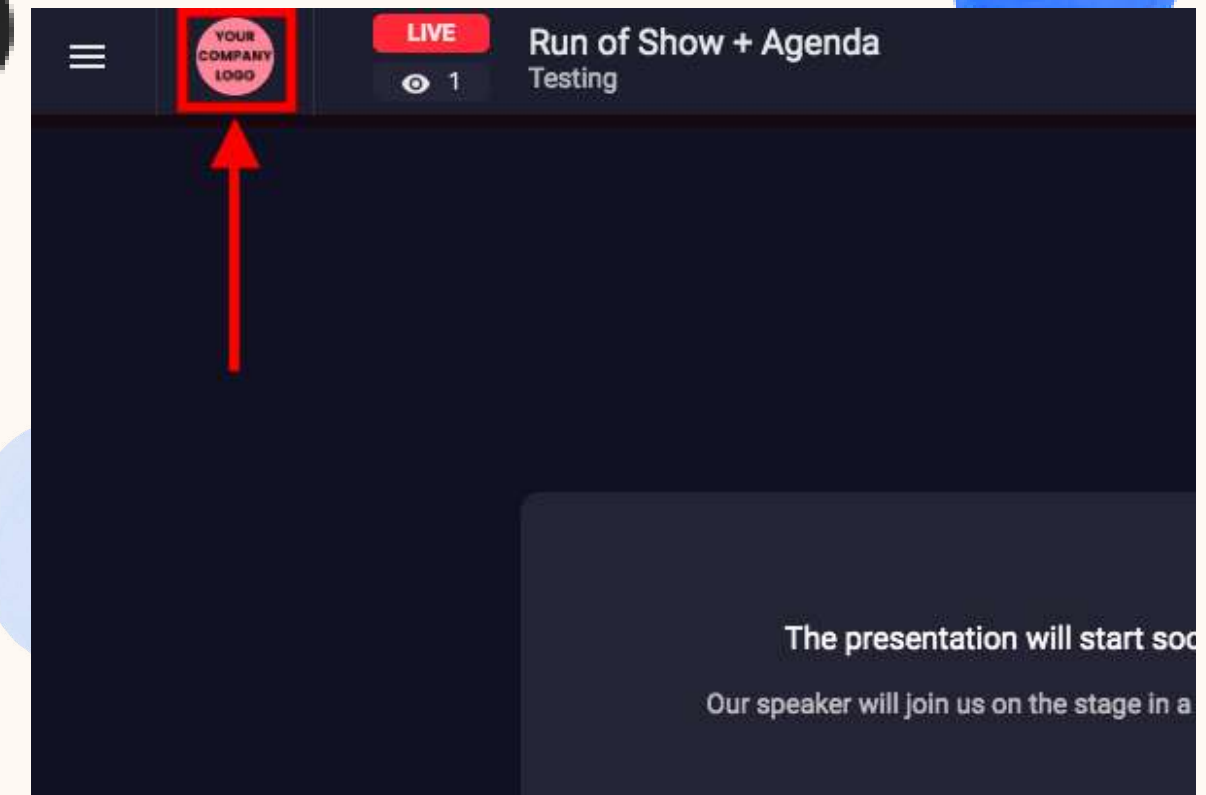 YOUR
COMPANY
LOGO
LIVE
1
Run of Show + Agenda
Testing
The presentation will start soo
Our speaker will join us on the stage in a